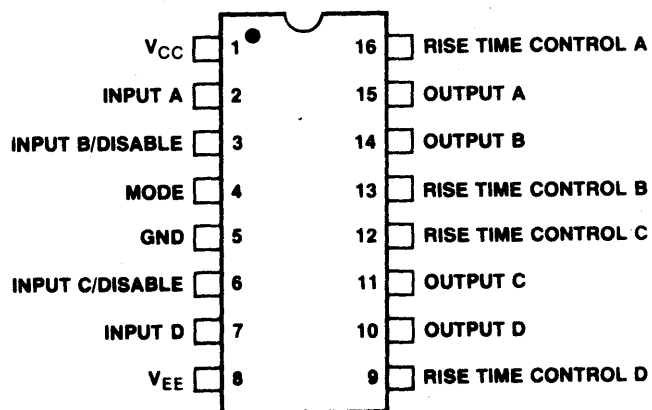 VCC 1 16 RISE TIME CONTROL A
INPUT A 2 15 OUTPUT A
INPUT B/DISABLE 3 14 OUTPUT B
MODE 4 13 RISE TIME CONTROL B
GND 5 12 RISE TIME CONTROL C
INPUT C/DISABLE 6 11 OUTPUT C
INPUT D 7 10 OUTPUT D
VEE 8 9 RISE TIME CONTROL D